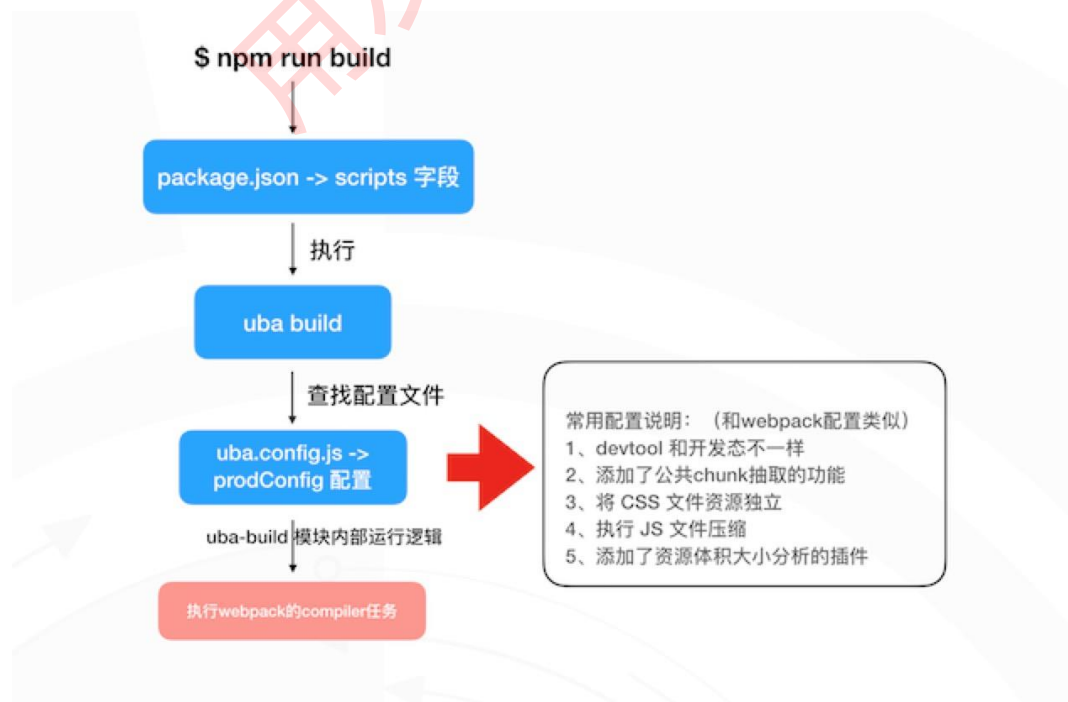 $ npm run build
package.json -> scripts 字段
执行
uba build
查找配置文件
uba.config.js ->
prodConfig 配置
uba-build 模块内部运行逻辑
执行webpack的compiler任务
常用配置说明：（和webpack配置类似）
1、devtool 和开发态不一样
2、添加了公共chunk抽取的功能
3、将 CSS 文件资源独立
4、执行 JS 文件压缩
5、添加了资源体积大小分析的插件